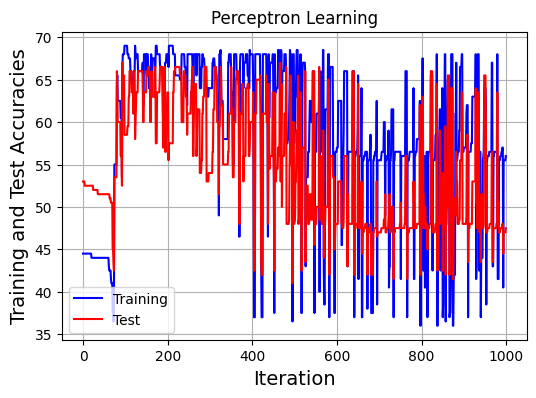 Perceptron Learning
Training and Test Accuracies
70
65
60
55
50
45
40
35
Training
Test
0
200
400
600
800
1000
Iteration